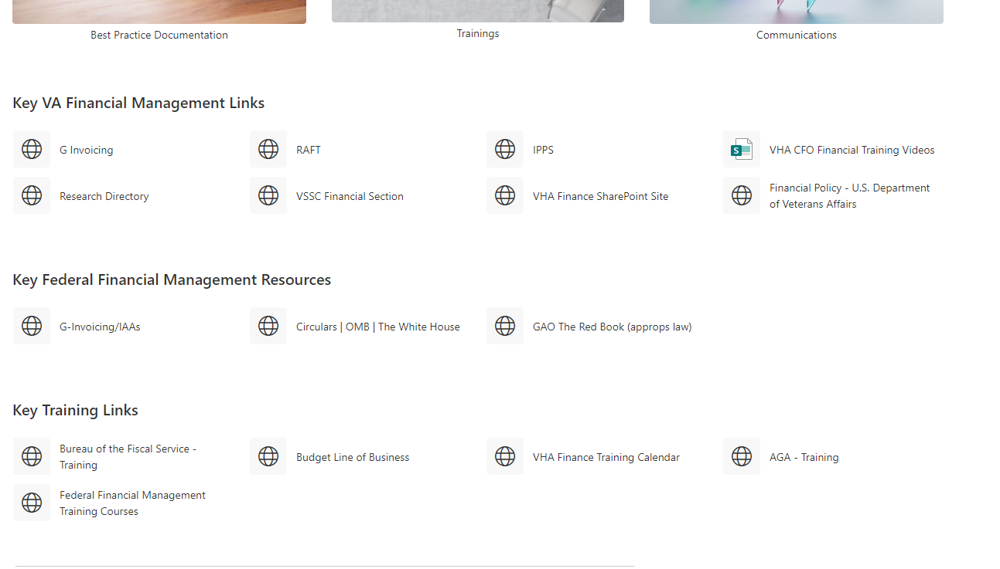 Best Practice Documentation
Trainings
Communications
Key VA Financial Management Links
G Invoicing
RAFT
IPPS
VHA CFO Financial Training Videos
Research Directory
VSSC Financial Section
VHA Finance SharePoint Site
Financial Policy - U.S. Department
of Veterans Affairs
Key Federal Financial Management Resources
G-Invoicing/IAAs
Circulars | OMB | The White House
GAO The Red Book (approps law)
Key Training Links
Bureau of the Fiscal Service -
Training
Budget Line of Business
VHA Finance Training Calendar
AGA - Training
Federal Financial Management
Training Courses